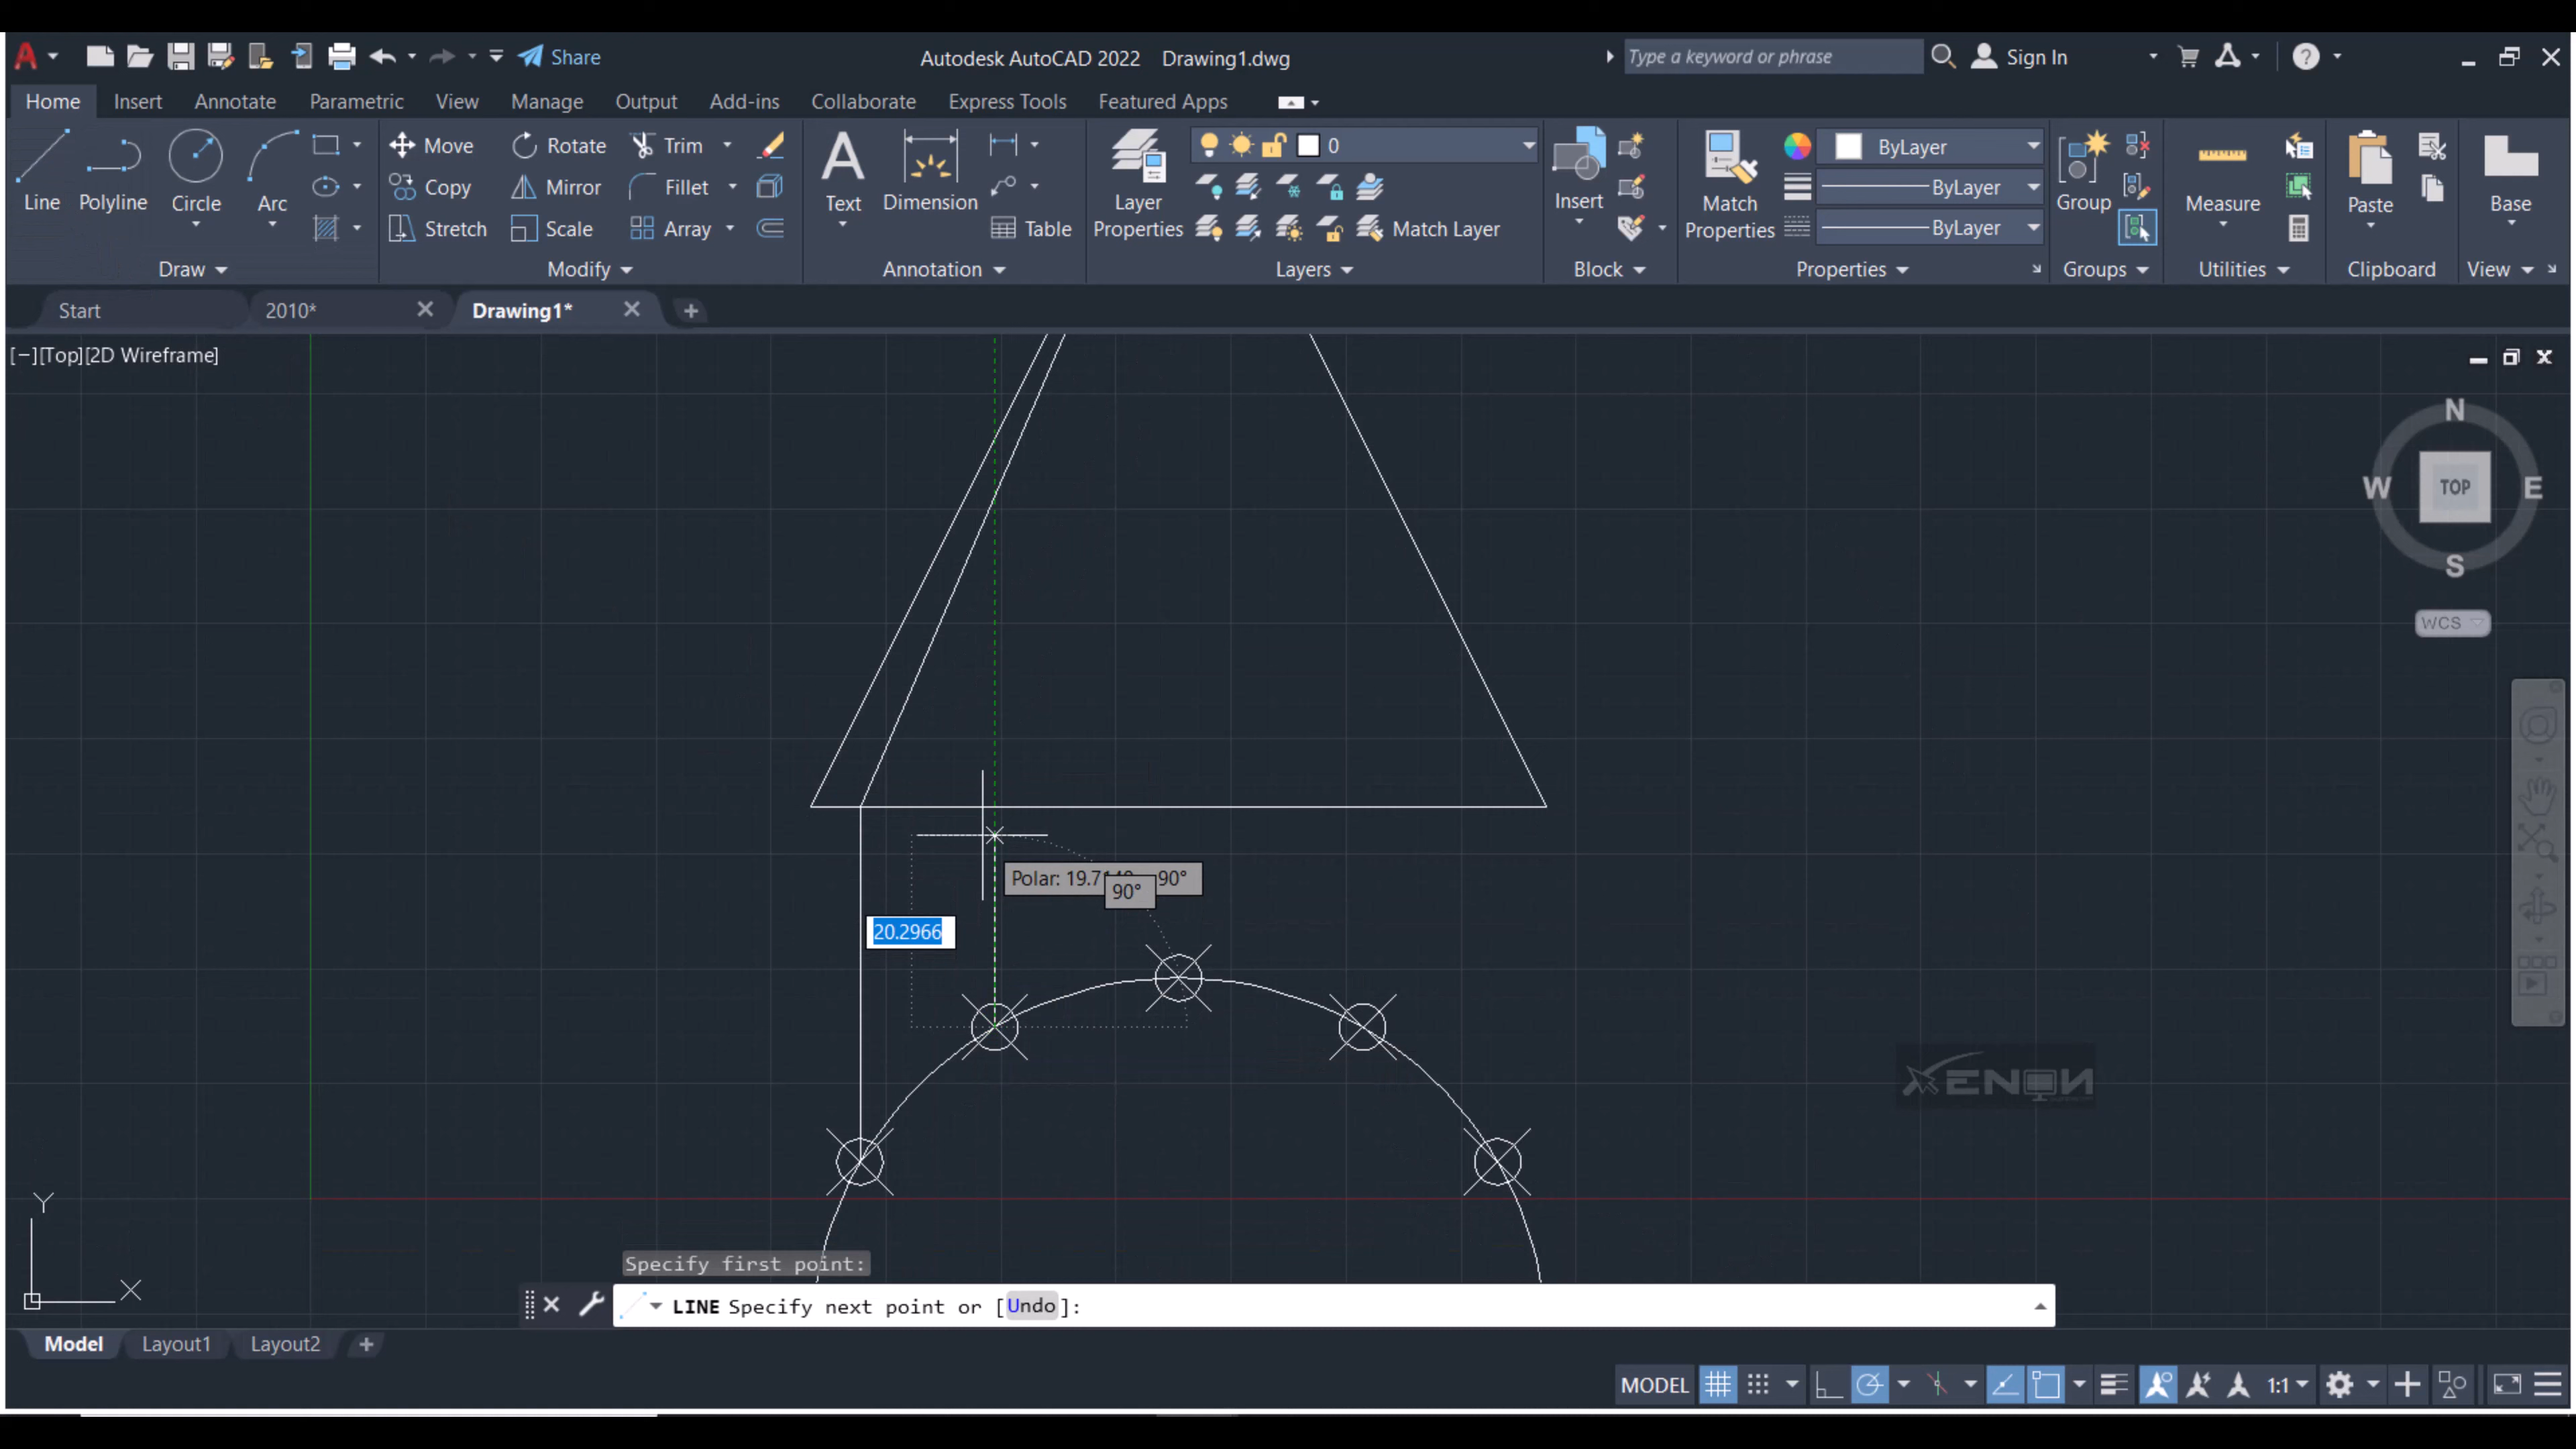 Share
Autodesk AutoCAD 2022 Drawing1.dwg
Type a keyword or phrase
Sign In
Home Insert Annotate Parametric View Manage Output Add-ins Collaborate Express Tools Featured Apps
Line Polyline Circle Arc
Draw
Move Rotate Trim
Copy Mirror Fillet
Stretch Scale Array
Modify
Text Dimension Table
Annotation
Layer Properties
0
Match Layer
Layers
Insert
Block
Match Properties
ByLayer
ByLayer
ByLayer
Properties
Group
Groups
Measure
Utilities
Paste
Clipboard
Base
View
Start 2010* Drawing1*
[−][Top][2D Wireframe]
N
W TOP E
S
WCS
90°
90°
20.2966
XENON
Y
X
Specify first point:
LINE Specify next point or [Undo]:
Model Layout1 Layout2
MODEL 1:1